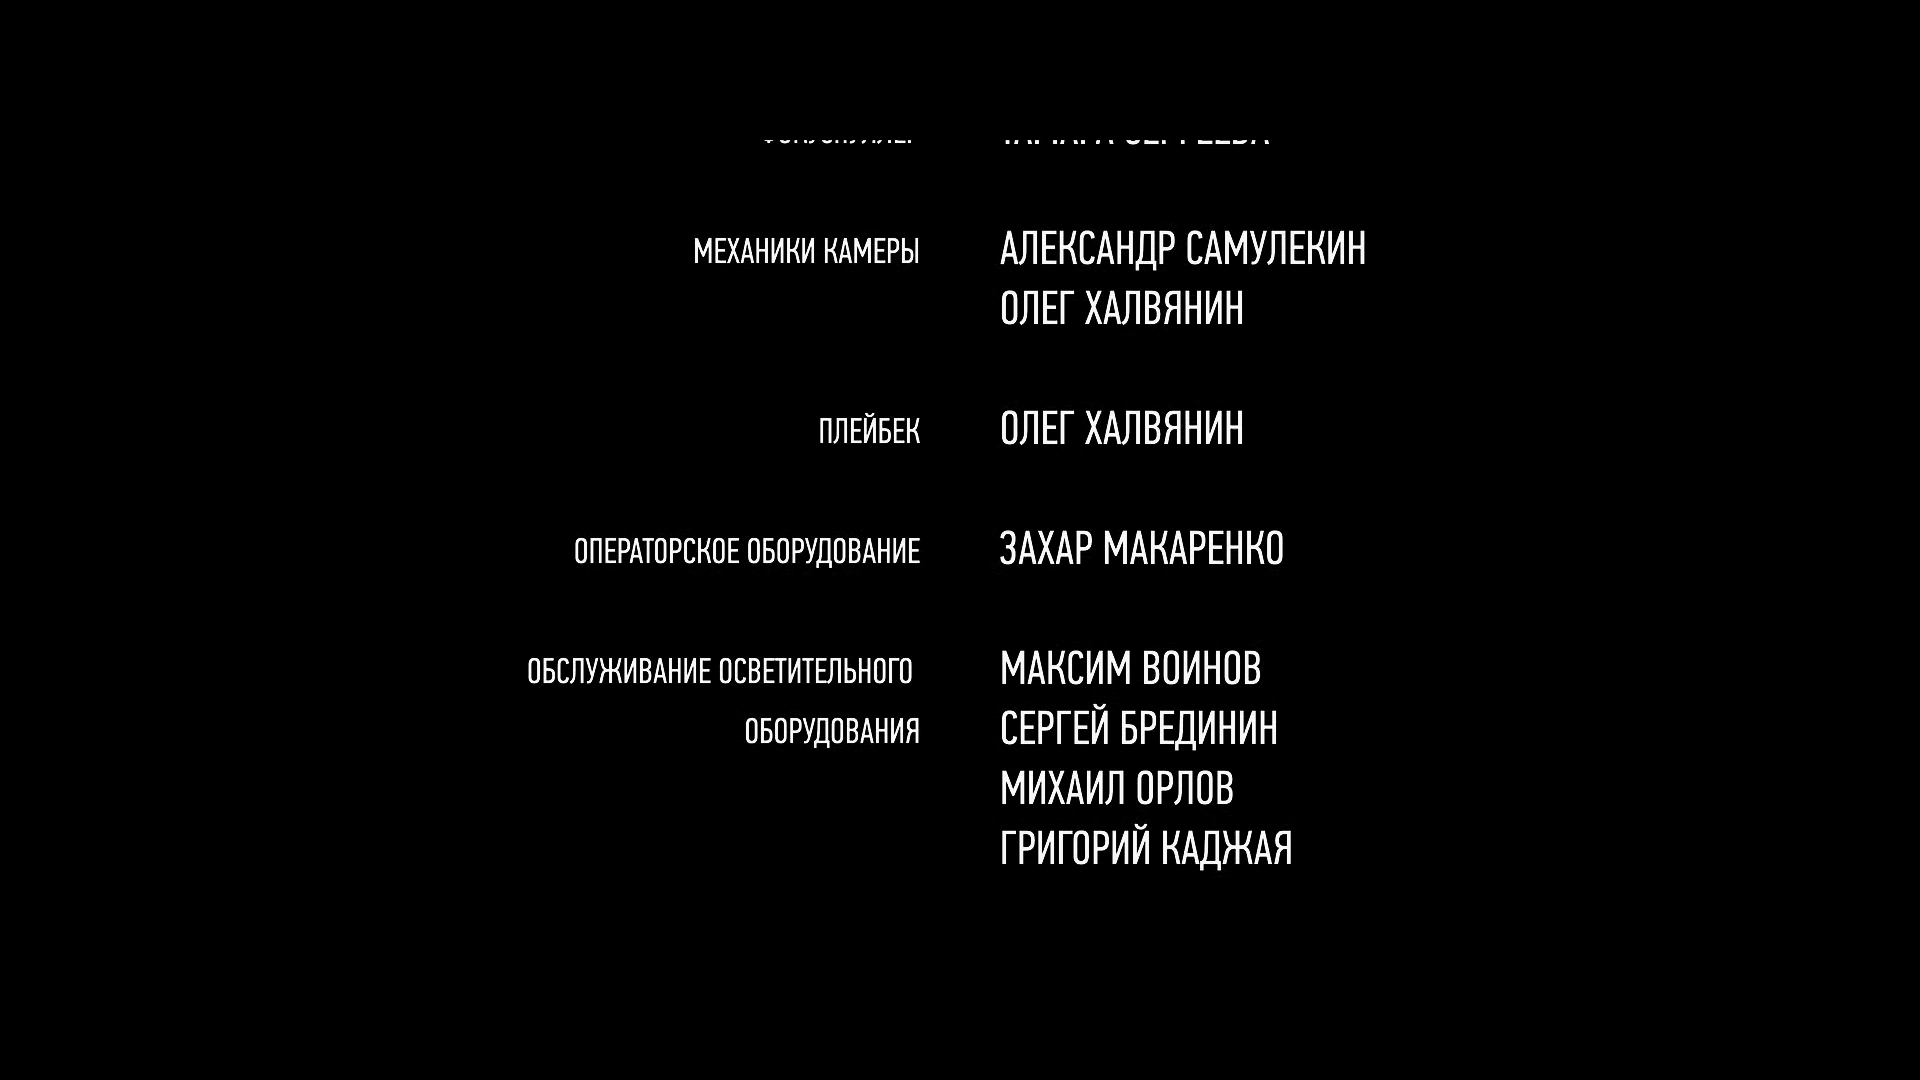 МЕХАНИКИ КАМЕРЫ АЛЕКСАНДР САМУЛЕКИН
ОЛЕГ ХАЛВЯНИН
ПЛЕЙБЕК ОЛЕГ ХАЛВЯНИН
ОПЕРАТОРСКОЕ ОБОРУДОВАНИЕ ЗАХАР МАКАРЕНКО
ОБСЛУЖИВАНИЕ ОСВЕТИТЕЛЬНОГО МАКСИМ ВОИНОВ
ОБОРУДОВАНИЯ СЕРГЕЙ БРЕДИНИН
МИХАИЛ ОРЛОВ
ГРИГОРИЙ КАДЖАЯ